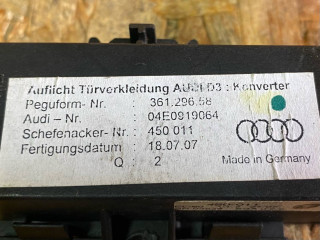 Auflicht Türverkleidung AUDI D3 : Konverter
Peguform- Nr. : 361.296.58
Audi – Nr. : 04E0919064
Schefenacker- Nr.: 450 011
Fertigungsdatum : 18.07.07
Q : 2
Made in Germany